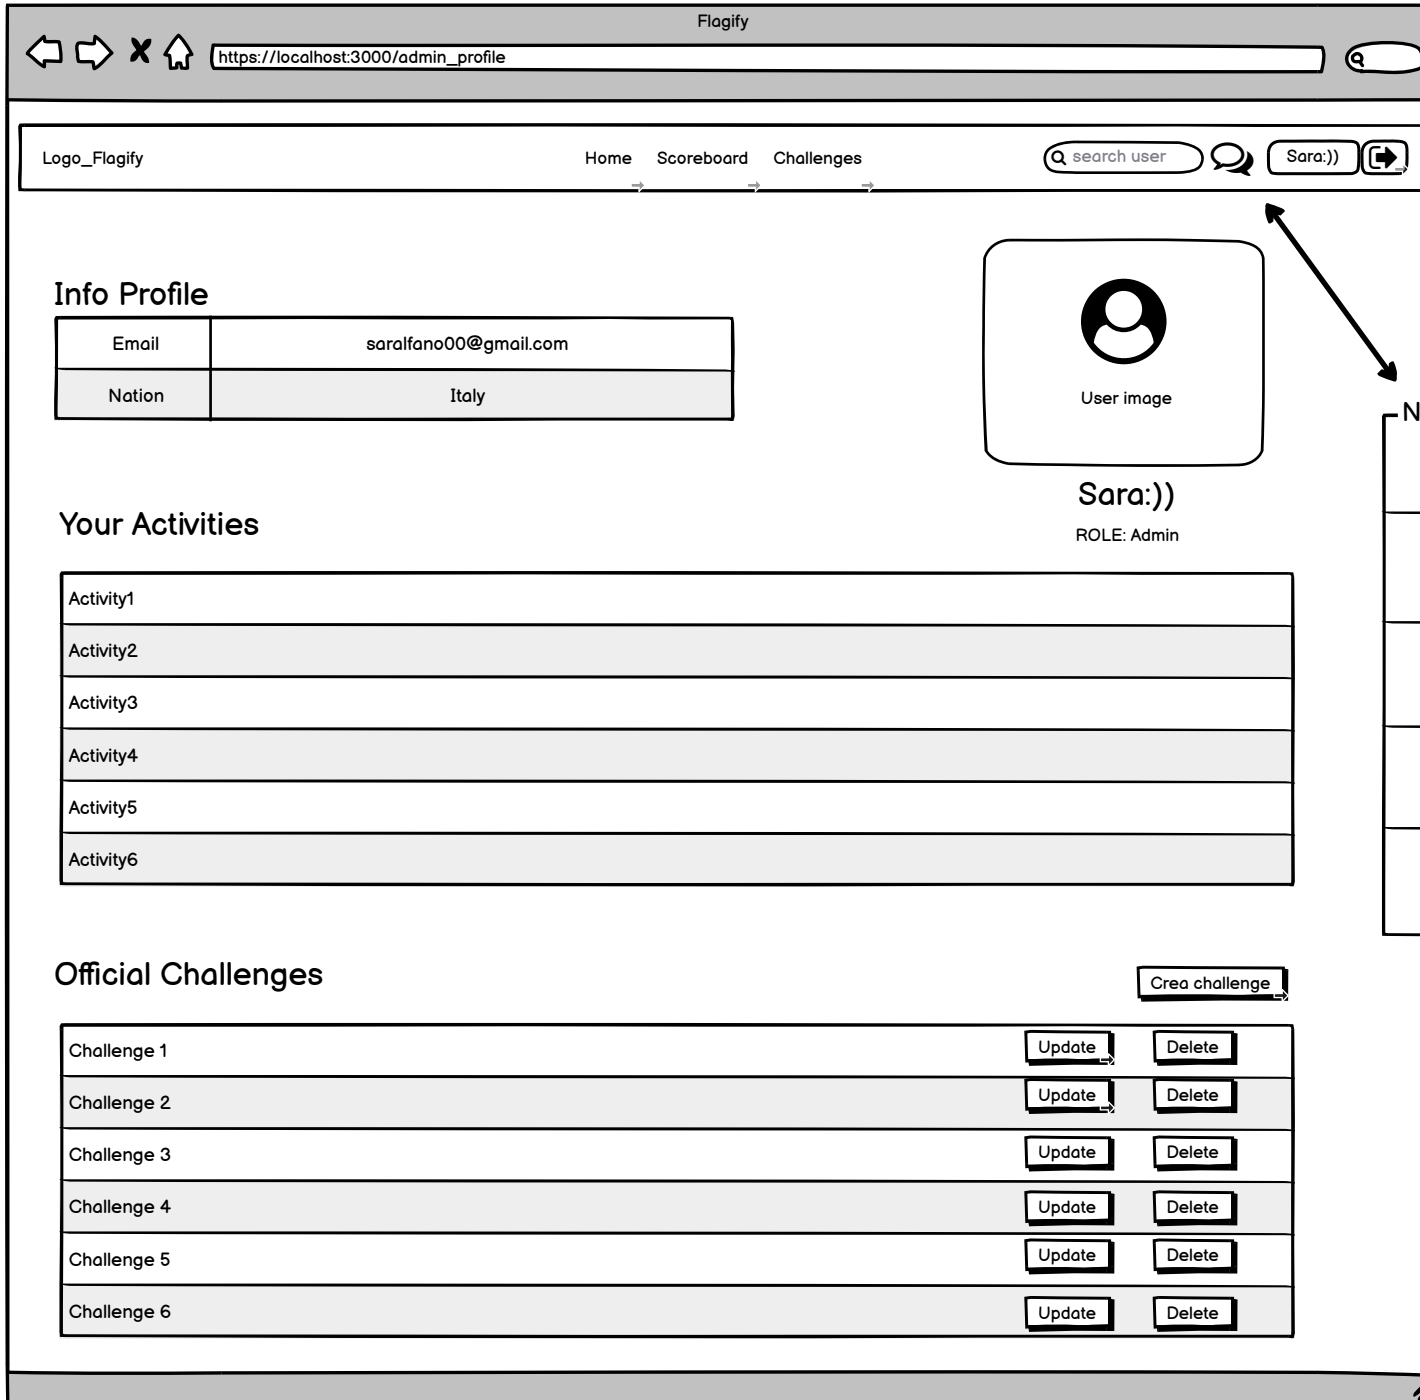 Flagify
https://localhost:3000/admin_profile
Logo_Flagify
Home
Scoreboard
Challenges
search user
Sara:))
Info Profile
Email
saralfano00@gmail.com
Nation
Italy
User image
Sara:))
ROLE: Admin
N
Your Activities
Activity1
Activity2
Activity3
Activity4
Activity5
Activity6
Official Challenges
Crea challenge
Challenge 1
Update
Delete
Challenge 2
Update
Delete
Challenge 3
Update
Delete
Challenge 4
Update
Delete
Challenge 5
Update
Delete
Challenge 6
Update
Delete